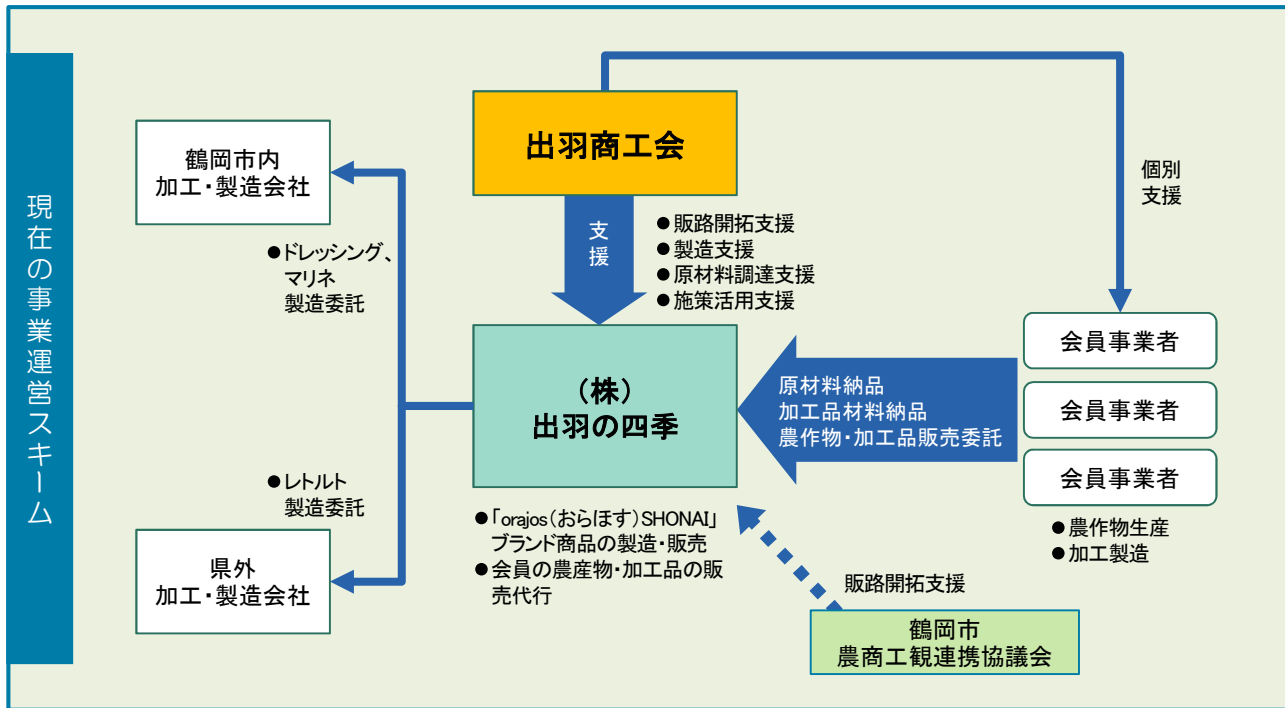 現在の事業運営スキーム
出羽商工会
鶴岡市内
加工・製造会社
個別
支援
支援
●販路開拓支援
●製造支援
●原材料調達支援
●施策活用支援
●ドレッシング、
マリネ
製造委託
会員事業者
(株)
出羽の四季
原材料納品
加工品材料納品
農作物・加工品販売委託
会員事業者
会員事業者
●レトルト
製造委託
●「orajos(おらほす)SHONAI」
ブランド商品の製造・販売
●会員の農産物・加工品の販
売代行
●農作物生産
●加工製造
県外
加工・製造会社
販路開拓支援
鶴岡市
農商工観連携協議会